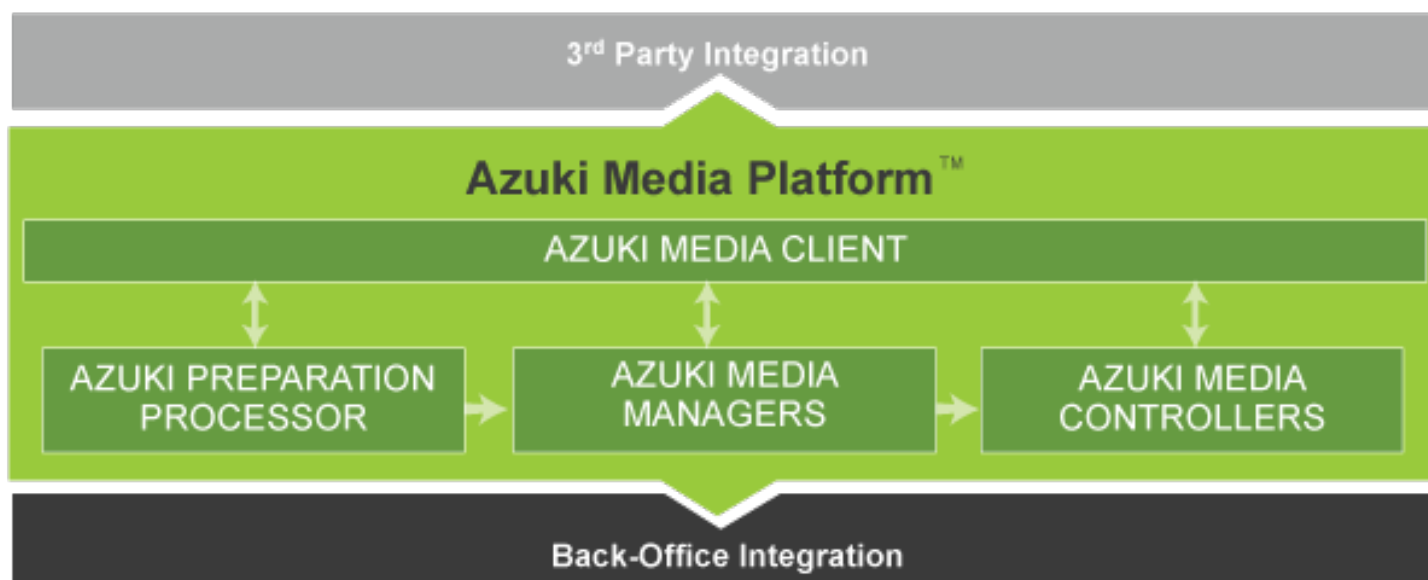 3rd Party Integration
Azuki Media Platform™
AZUKI MEDIA CLIENT
AZUKI PREPARATION
PROCESSOR
AZUKI MEDIA
MANAGERS
AZUKI MEDIA
CONTROLLERS
Back-Office Integration